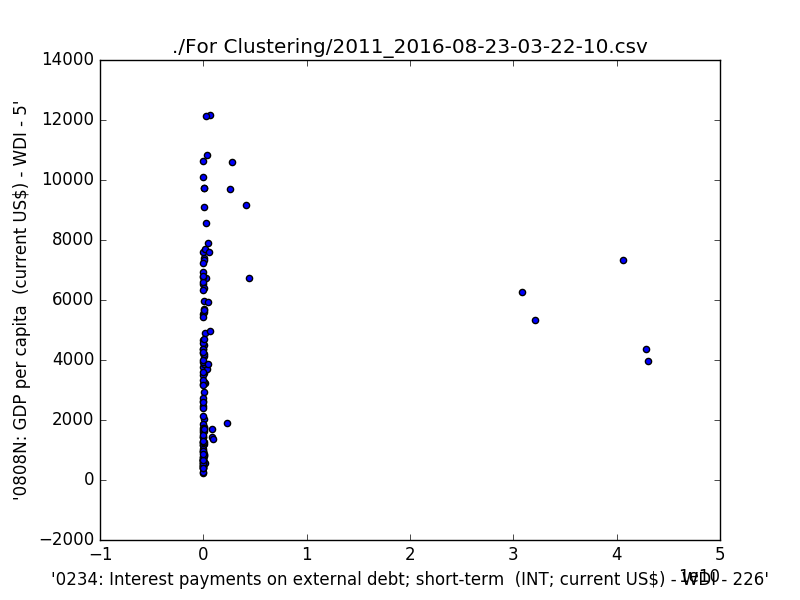 ./For Clustering/2011_2016-08-23-03-22-10.csv
14000
12000
10000
8000
6000
4000
2000
0
−2000
'0808N: GDP per capita  (current US$) - WDI - 5'
−1 0 1 2 3 4 5
1e10
'0234: Interest payments on external debt; short-term  (INT; current US$) - WDI - 226'